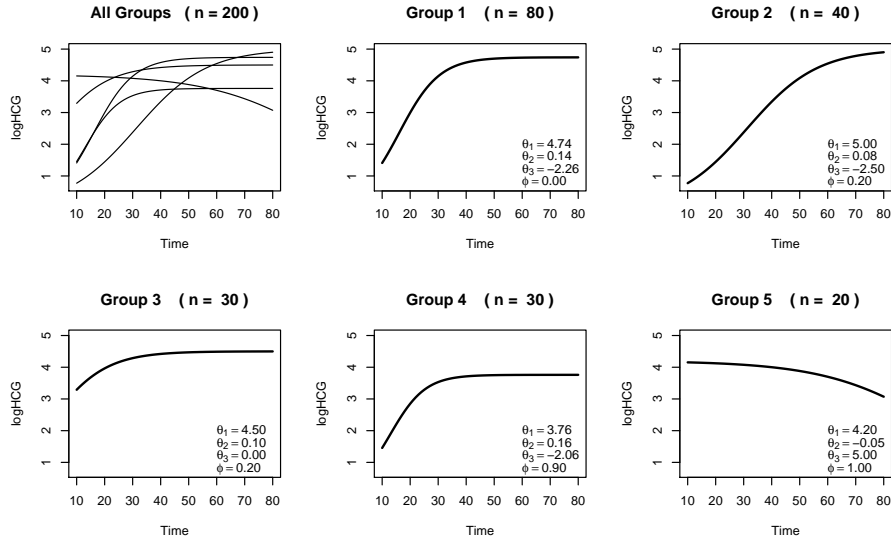 All Groups ( n = 200 )
logHCG
5
4
3
2
1
10 20 30 40 50 60 70 80
Time
Group 1 ( n = 80 )
logHCG
5
4
3
2
1
θ1 = 4.74
θ2 = 0.14
θ3 = −2.26
ϕ = 0.00
10 20 30 40 50 60 70 80
Time
Group 2 ( n = 40 )
logHCG
5
4
3
2
1
θ1 = 5.00
θ2 = 0.08
θ3 = −2.50
ϕ = 0.20
10 20 30 40 50 60 70 80
Time
Group 3 ( n = 30 )
logHCG
5
4
3
2
1
θ1 = 4.50
θ2 = 0.10
θ3 = 0.00
ϕ = 0.20
10 20 30 40 50 60 70 80
Time
Group 4 ( n = 30 )
logHCG
5
4
3
2
1
θ1 = 3.76
θ2 = 0.16
θ3 = −2.06
ϕ = 0.90
10 20 30 40 50 60 70 80
Time
Group 5 ( n = 20 )
logHCG
5
4
3
2
1
θ1 = 4.20
θ2 = −0.05
θ3 = 5.00
ϕ = 1.00
10 20 30 40 50 60 70 80
Time